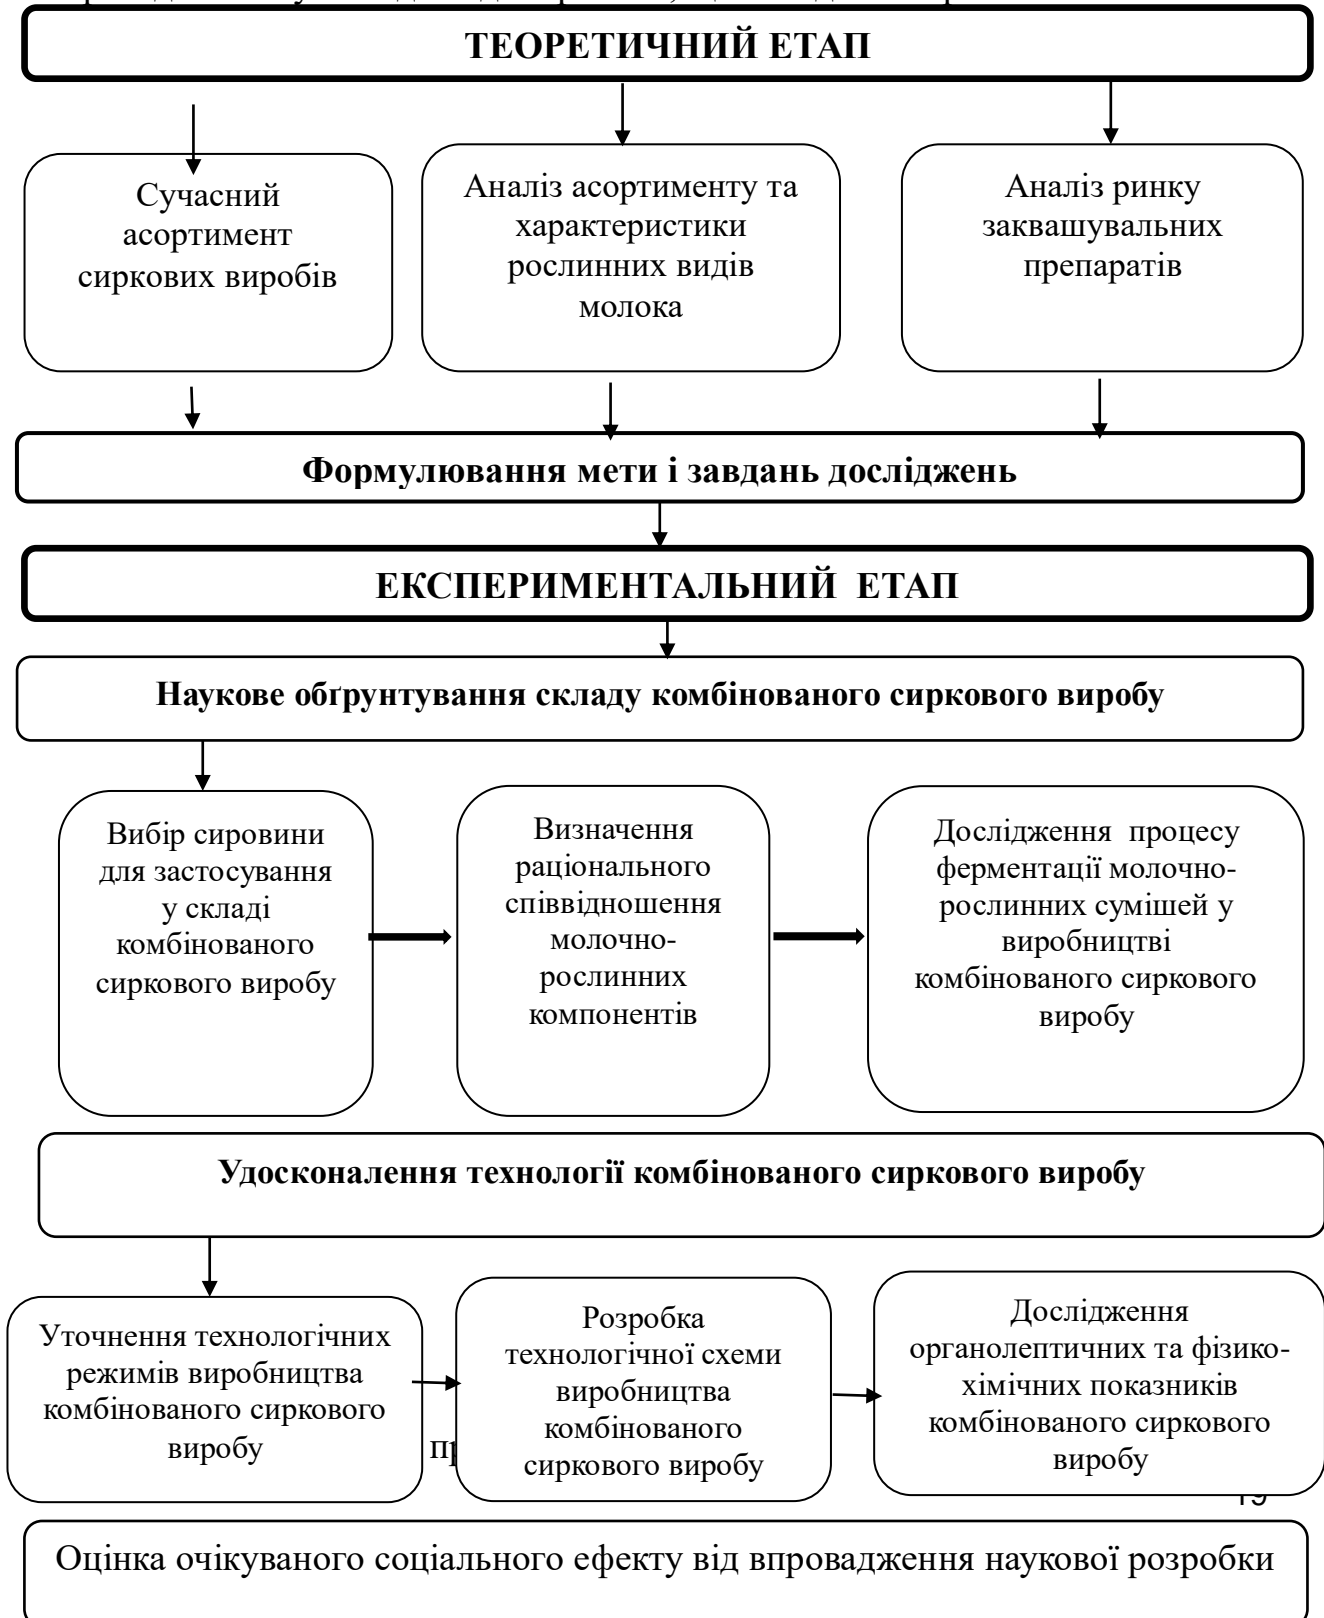 ТЕОРЕТИЧНИЙ ЕТАП
Сучасний
асортимент
сиркових виробів
Аналіз асортименту та
характеристики
рослинних видів
молока
Аналіз ринку
заквашувальних
препаратів
Формулювання мети і завдань досліджень
ЕКСПЕРИМЕНТАЛЬНИЙ ЕТАП
Наукове обґрунтування складу комбінованого сиркового виробу
Вибір сировини
для застосування
у складі
комбінованого
сиркового виробу
Визначення
раціонального
співвідношення
молочно-
рослинних
компонентів
Дослідження процесу
ферментації молочно-
рослинних сумішей у
виробництві
комбінованого сиркового
виробу
Удосконалення технології комбінованого сиркового виробу
Уточнення технологічних
режимів виробництва
комбінованого сиркового
виробу
Розробка
технологічної схеми
виробництва
комбінованого
сиркового виробу
Дослідження
органолептичних та фізико-
хімічних показників
комбінованого сиркового
виробу
Оцінка очікуваного соціального ефекту від впровадження наукової розробки